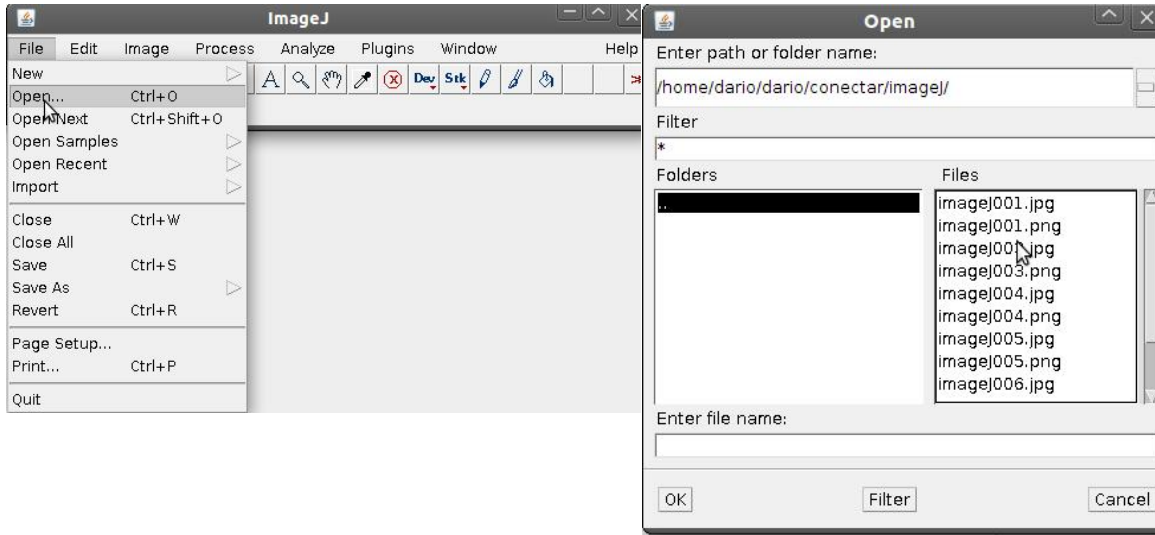 ImageJ
File Edit Image Process Analyze Plugins Window Help
New
A Dev Stk
Open... Ctrl+O
Open Next Ctrl+Shift+O
Open Samples
Open Recent
Import
Close Ctrl+W
Close All
Save Ctrl+S
Save As
Revert Ctrl+R
Page Setup...
Print... Ctrl+P
Quit
Open
Enter path or folder name:
/home/dario/dario/conectar/imageJ/
Filter
*
Folders
..
Files
imageJ001.jpg
imageJ001.png
imageJ003.png
imageJ004.jpg
imageJ004.png
imageJ005.jpg
imageJ005.png
imageJ006.jpg
Enter file name:
OK Filter Cancel